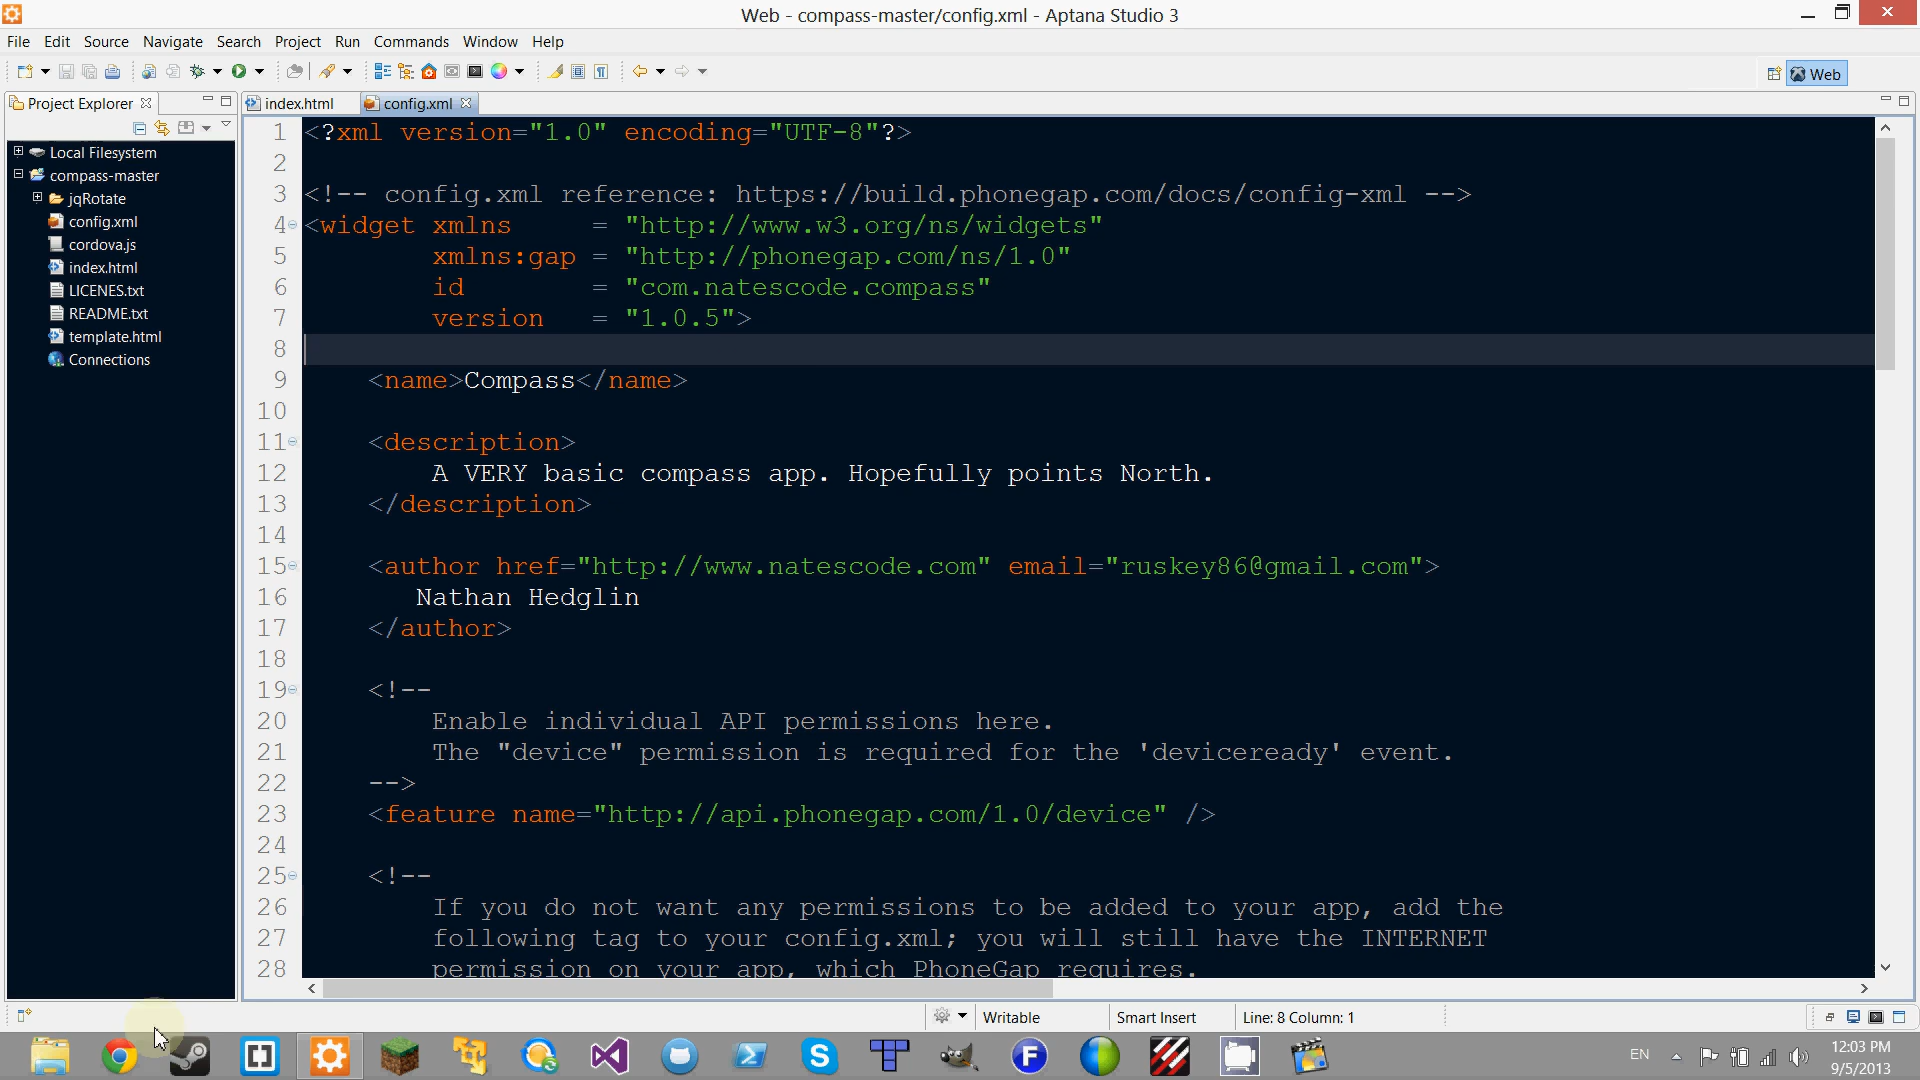 Web - compass-master/config.xml - Aptana Studio 3
File Edit Source Navigate Search Project Run Commands Window Help
Web
Project Explorer
index.html
config.xml
Local Filesystem
compass-master
jqRotate
config.xml
cordova.js
index.html
LICENES.txt
README.txt
template.html
Connections
1 <?xml version="1.0" encoding="UTF-8"?>
2
3 <!-- config.xml reference: https://build.phonegap.com/docs/config-xml -->
4 <widget xmlns = "http://www.w3.org/ns/widgets"
5 xmlns:gap = "http://phonegap.com/ns/1.0"
6 id = "com.natescode.compass"
7 version = "1.0.5">
8
9 <name>Compass</name>
10
11 <description>
12 A VERY basic compass app. Hopefully points North.
13 </description>
14
15 <author href="http://www.natescode.com" email="ruskey86@gmail.com">
16 Nathan Hedglin
17 </author>
18
19 <!--
20 Enable individual API permissions here.
21 The "device" permission is required for the 'deviceready' event.
22 -->
23 <feature name="http://api.phonegap.com/1.0/device" />
24
25 <!--
26 If you do not want any permissions to be added to your app, add the
27 following tag to your config.xml; you will still have the INTERNET
28 permission on your app, which PhoneGap requires.
Writable
Smart Insert
Line: 8 Column: 1
EN
12:03 PM
9/5/2013